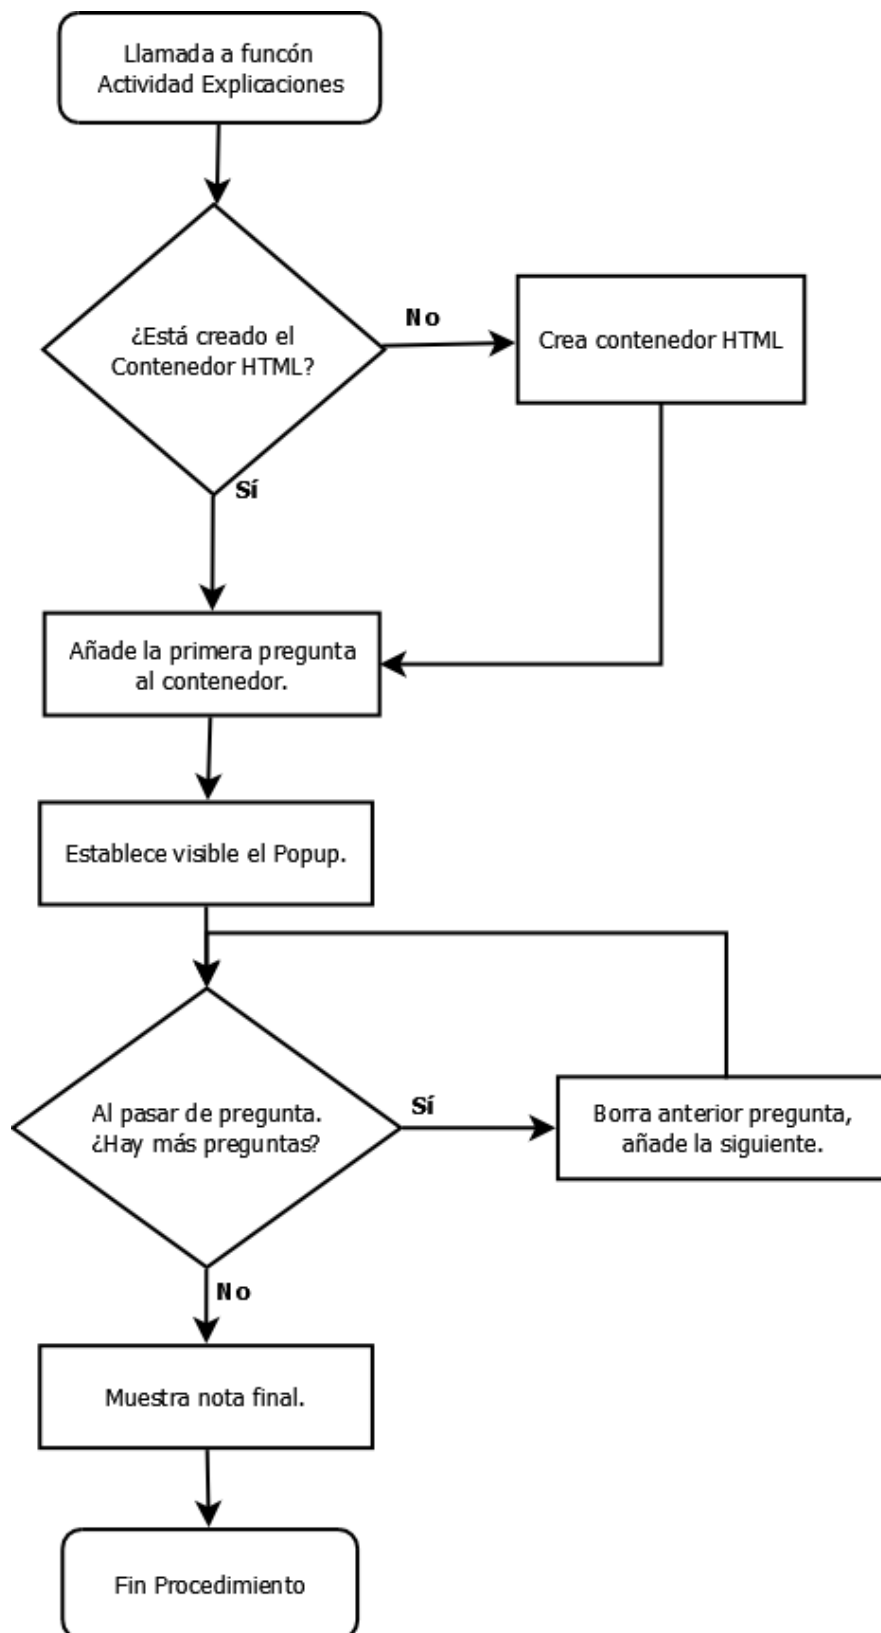 Llamada a funcón
Actividad Explicaciones
¿Está creado el
Contenedor HTML?
No
Crea contenedor HTML
Sí
Añade la primera pregunta
al contenedor.
Establece visible el Popup.
Al pasar de pregunta.
¿Hay más preguntas?
Sí
Borra anterior pregunta,
añade la siguiente.
No
Muestra nota final.
Fin Procedimiento